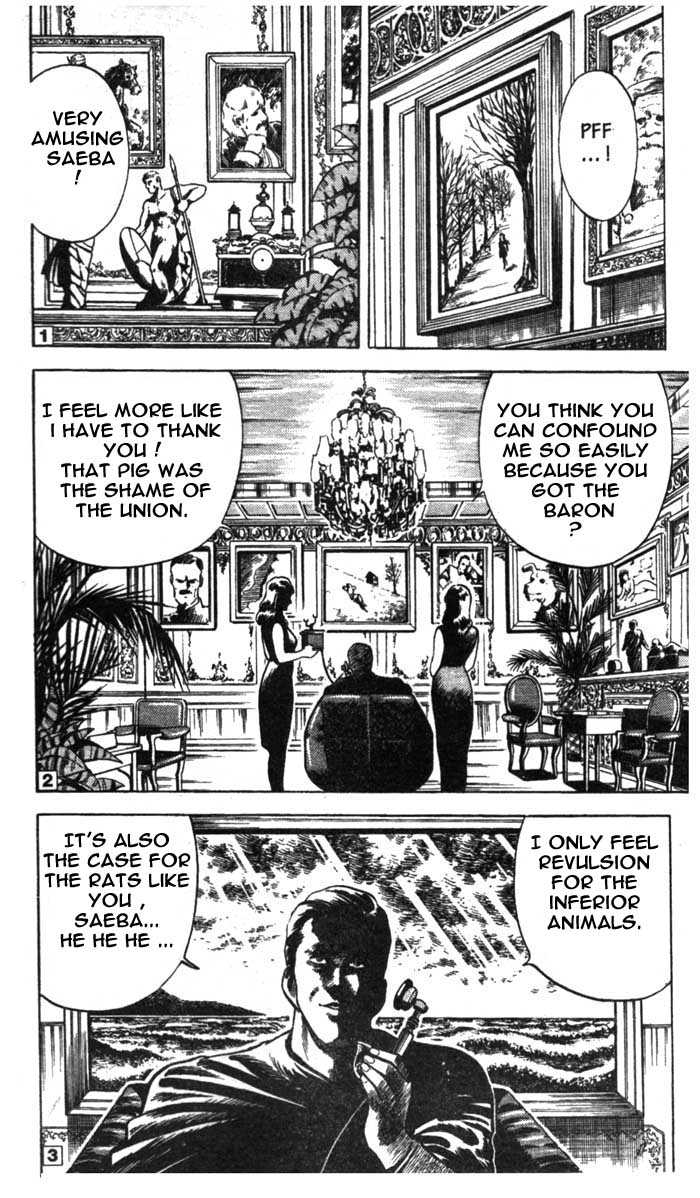 PFF
... !
VERY
AMUSING
SAEBA
!
1
YOU THINK YOU
CAN CONFOUND
ME SO EASILY
BECAUSE YOU
GOT THE
BARON
?
I FEEL MORE LIKE
I HAVE TO THANK
YOU !
THAT PIG WAS
THE SHAME OF
THE UNION.
2
I ONLY FEEL
REVULSION
FOR THE
INFERIOR
ANIMALS.
IT'S ALSO
THE CASE FOR
THE RATS LIKE
YOU ,
SAEBA...
HE HE HE ...
3